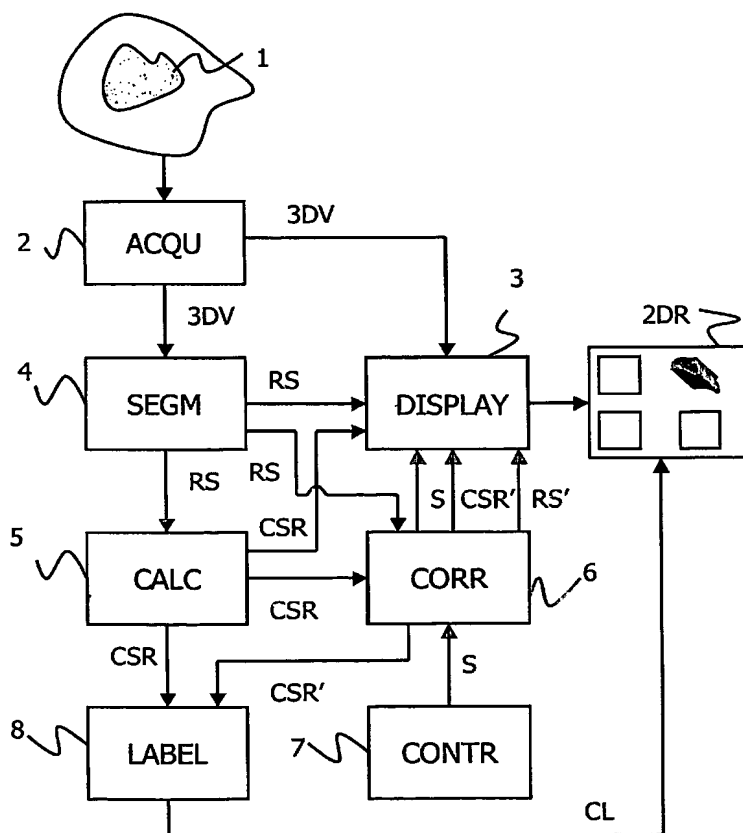 1
2
ACQU
3DV
3DV
3
2DR
4
SEGM
RS
DISPLAY
RS
RS
S
CSR’
RS’
5
CSR
CALC
CORR
6
CSR
CSR
S
CSR’
8
LABEL
7
CONTR
CL